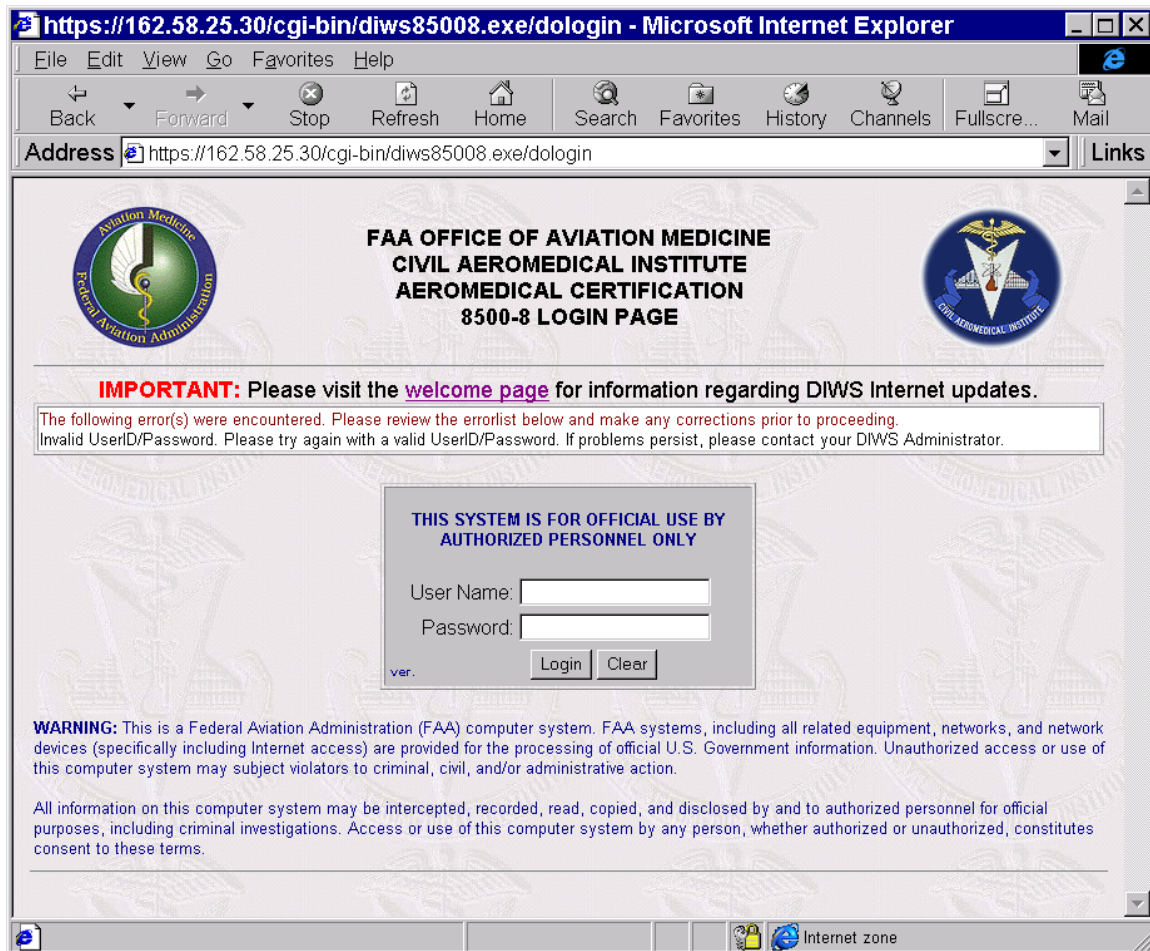 https://162.58.25.30/cgi-bin/diws85008.exe/dologin - Microsoft Internet Explorer
File Edit View Go Favorites Help
Back Forward Stop Refresh Home Search Favorites History Channels Fullscre... Mail
Address https://162.58.25.30/cgi-bin/diws85008.exe/dologin Links
Aviation Medicine
Federal Aviation Administration
FAA OFFICE OF AVIATION MEDICINE
CIVIL AEROMEDICAL INSTITUTE
AEROMEDICAL CERTIFICATION
8500-8 LOGIN PAGE
CIVIL AEROMEDICAL INSTITUTE
IMPORTANT: Please visit the welcome page for information regarding DIWS Internet updates.
The following error(s) were encountered. Please review the errorlist below and make any corrections prior to proceeding.
Invalid UserID/Password. Please try again with a valid UserID/Password. If problems persist, please contact your DIWS Administrator.
THIS SYSTEM IS FOR OFFICIAL USE BY
AUTHORIZED PERSONNEL ONLY
User Name:
Password:
ver. Login Clear
WARNING: This is a Federal Aviation Administration (FAA) computer system. FAA systems, including all related equipment, networks, and network
devices (specifically including Internet access) are provided for the processing of official U.S. Government information. Unauthorized access or use of
this computer system may subject violators to criminal, civil, and/or administrative action.
All information on this computer system may be intercepted, recorded, read, copied, and disclosed by and to authorized personnel for official
purposes, including criminal investigations. Access or use of this computer system by any person, whether authorized or unauthorized, constitutes
consent to these terms.
Internet zone